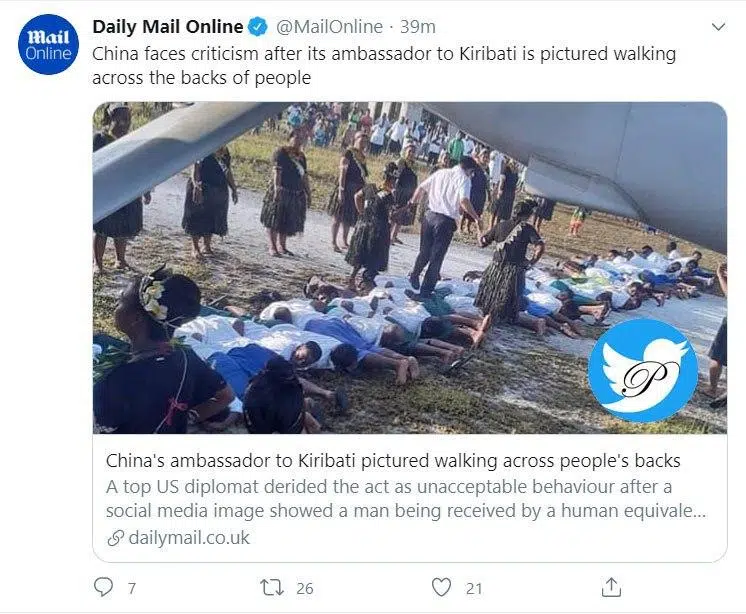 Mail
Online
Daily Mail Online @MailOnline · 39m
China faces criticism after its ambassador to Kiribati is pictured walking
across the backs of people
P
China's ambassador to Kiribati pictured walking across people's backs
A top US diplomat derided the act as unacceptable behaviour after a
social media image showed a man being received by a human equivale...
dailymail.co.uk
7 26 21